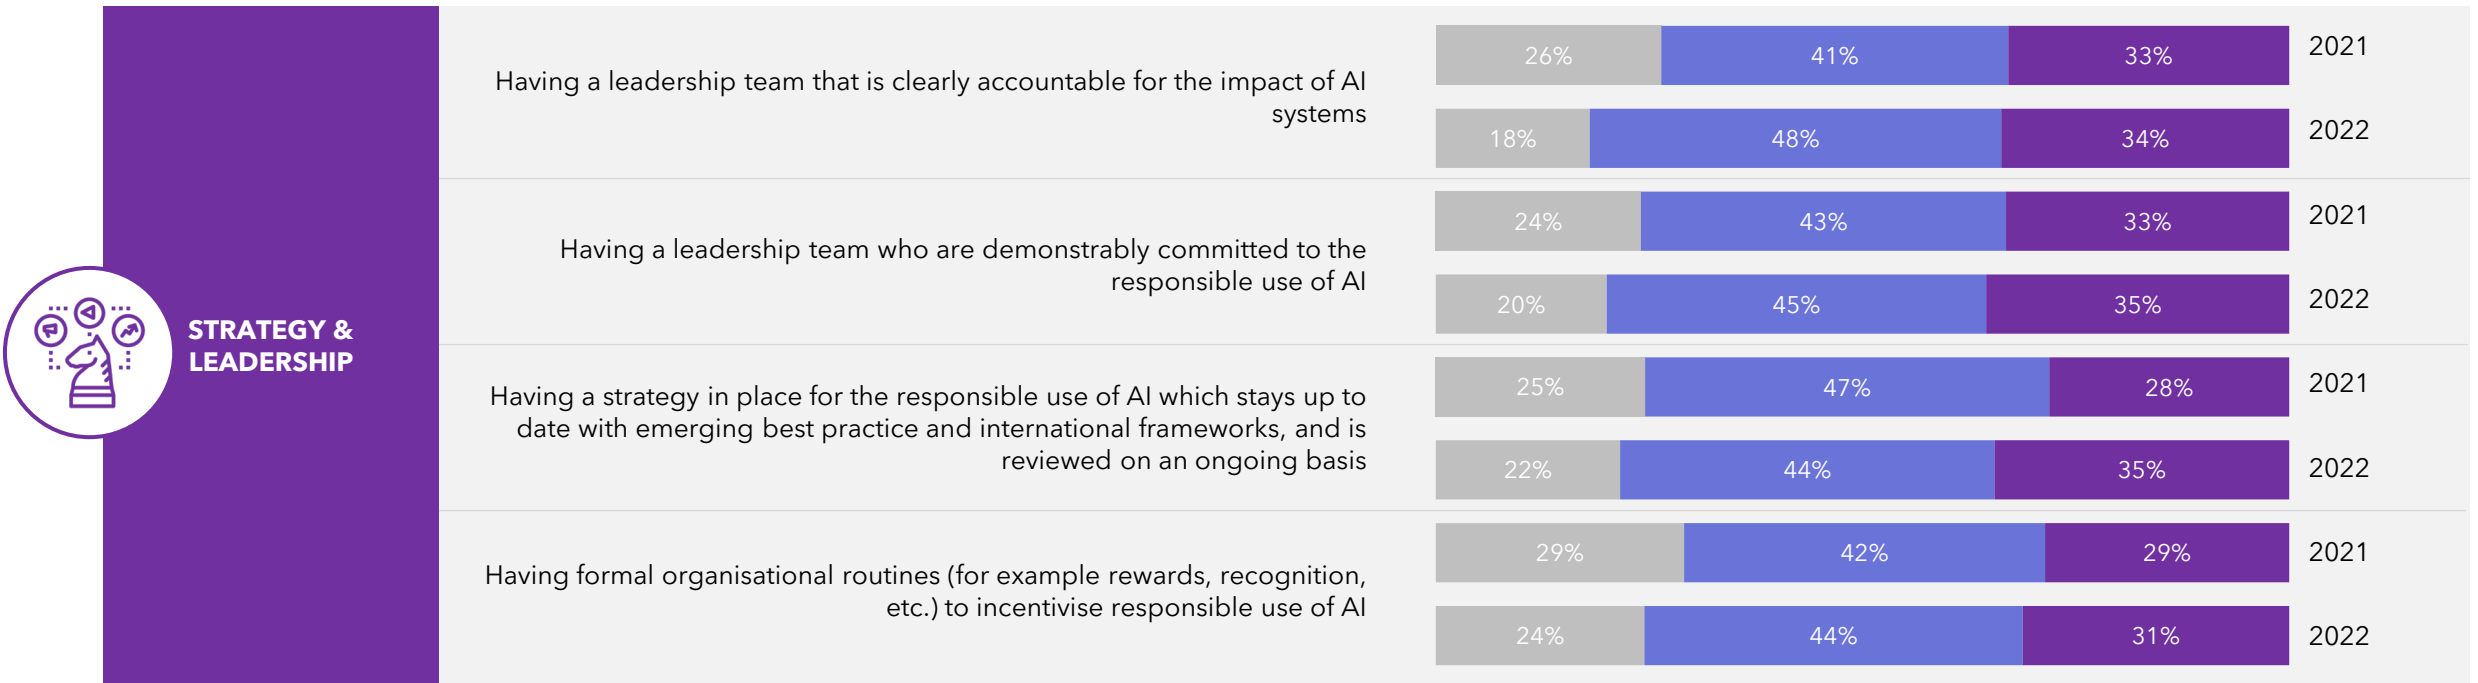 STRATEGY &
LEADERSHIP
Having a leadership team that is clearly accountable for the impact of AI
systems
26% 41% 33% 2021
18% 48% 34% 2022
Having a leadership team who are demonstrably committed to the
responsible use of AI
24% 43% 33% 2021
20% 45% 35% 2022
Having a strategy in place for the responsible use of AI which stays up to
date with emerging best practice and international frameworks, and is
reviewed on an ongoing basis
25% 47% 28% 2021
22% 44% 35% 2022
Having formal organisational routines (for example rewards, recognition,
etc.) to incentivise responsible use of AI
29% 42% 29% 2021
24% 44% 31% 2022